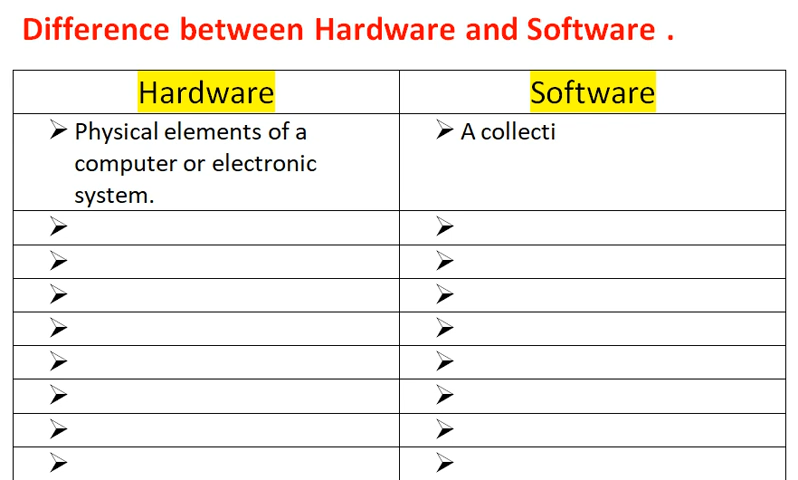 Difference between Hardware and Software .
Hardware
Software
➢ Physical elements of a
computer or electronic
system.
➢ A collecti